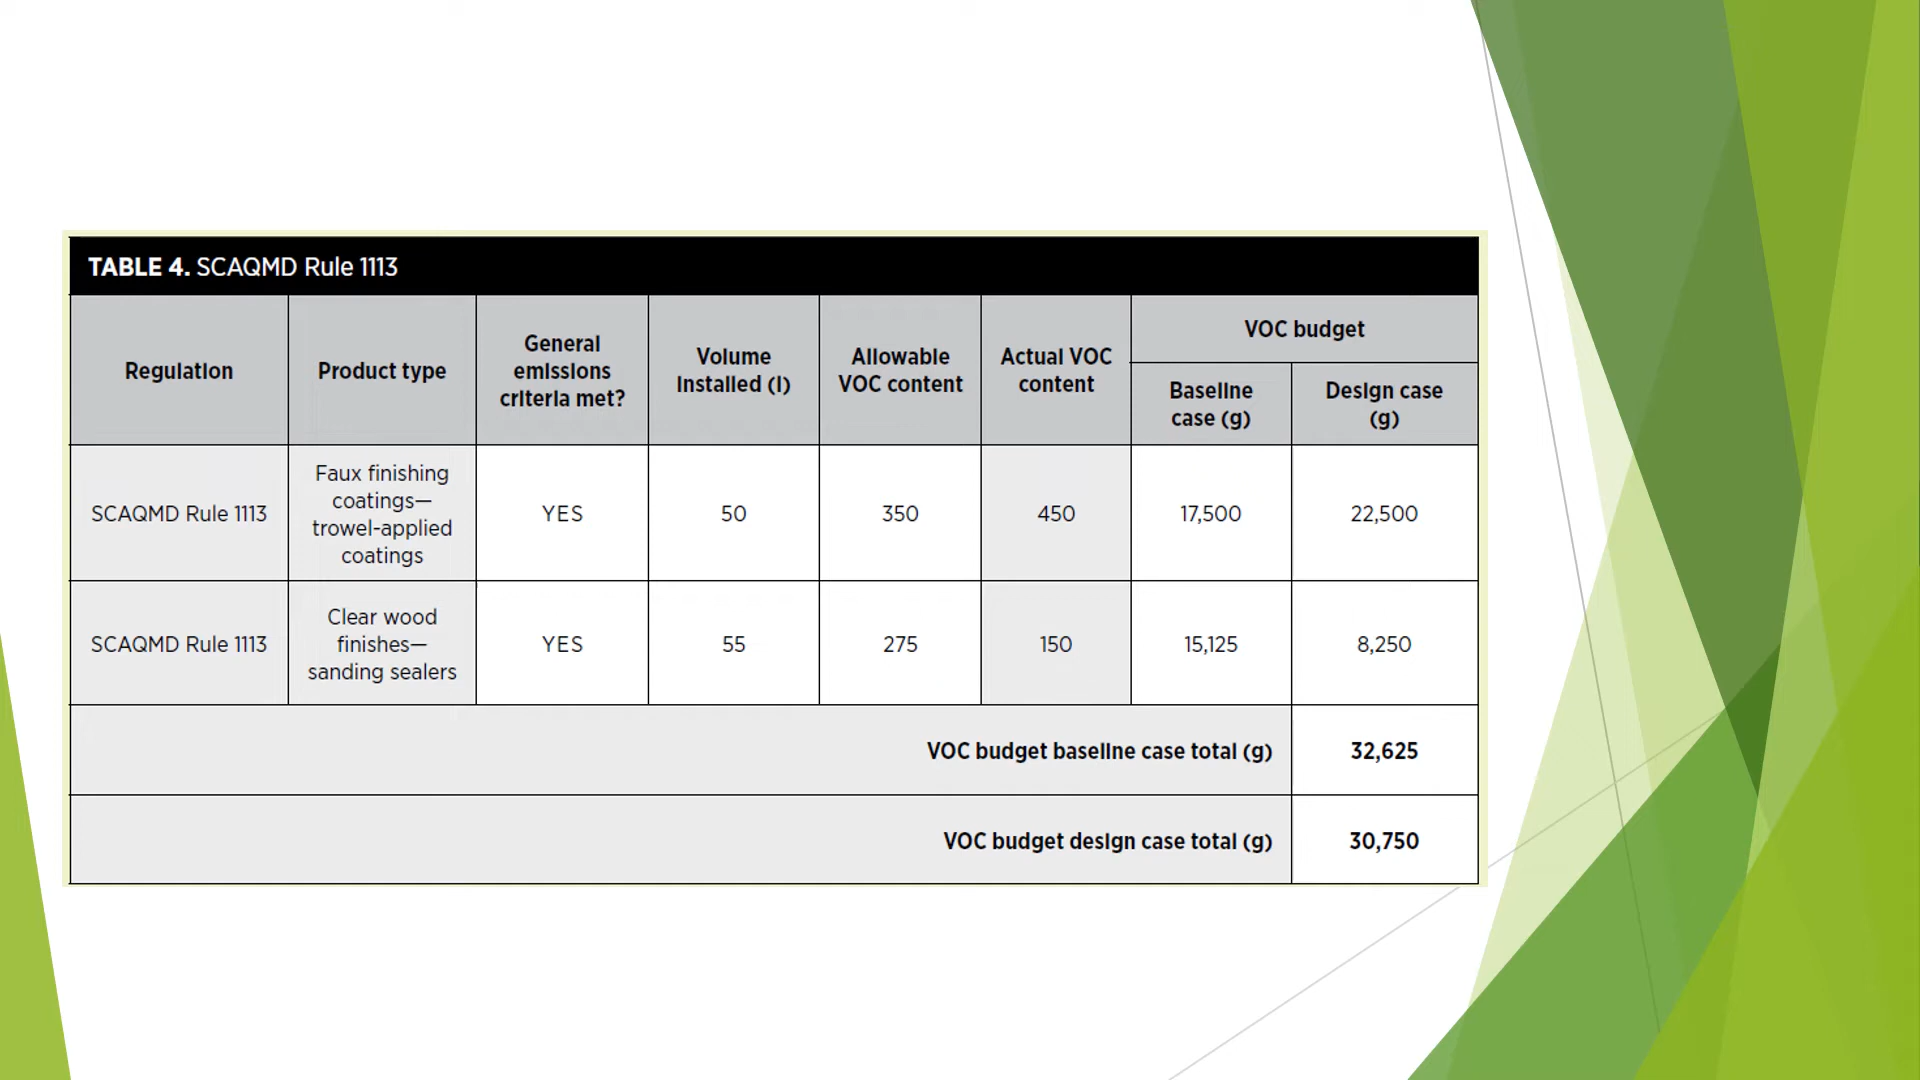 TABLE 4. SCAQMD Rule 1113
Regulation
Product type
General
emissions
criteria met?
Volume
installed (l)
Allowable
VOC content
Actual VOC
content
VOC budget
Baseline
case (g)
Design case
(g)
SCAQMD Rule 1113
Faux finishing
coatings—
trowel-applied
coatings
YES
50
350
450
17,500
22,500
SCAQMD Rule 1113
Clear wood
finishes—
sanding sealers
YES
55
275
150
15,125
8,250
VOC budget baseline case total (g)
32,625
VOC budget design case total (g)
30,750